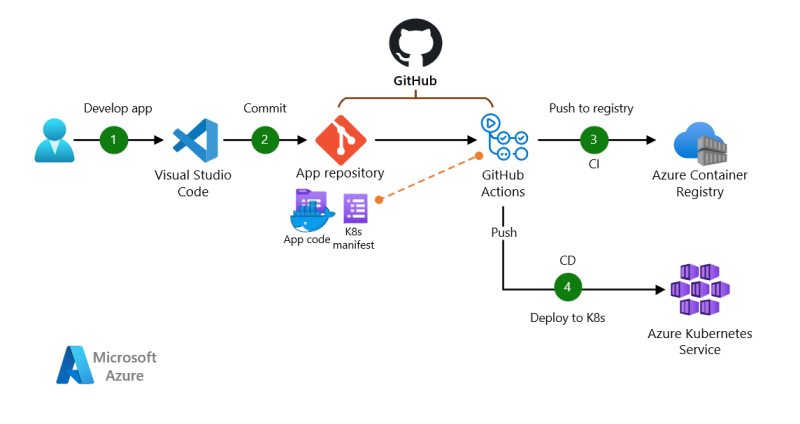 GitHub
Develop app
Commit
Push to registry
1
2
3
CI
Visual Studio
Code
App repository
GitHub
Actions
Azure Container
Registry
App code
K8s
manifest
Push
CD
4
Deploy to K8s
Azure Kubernetes
Service
Microsoft
Azure